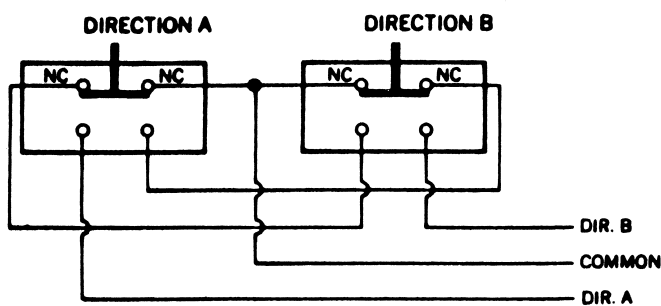 DIRECTION A
DIRECTION B
NC NC
NC NC
DIR. B
COMMON
DIR. A